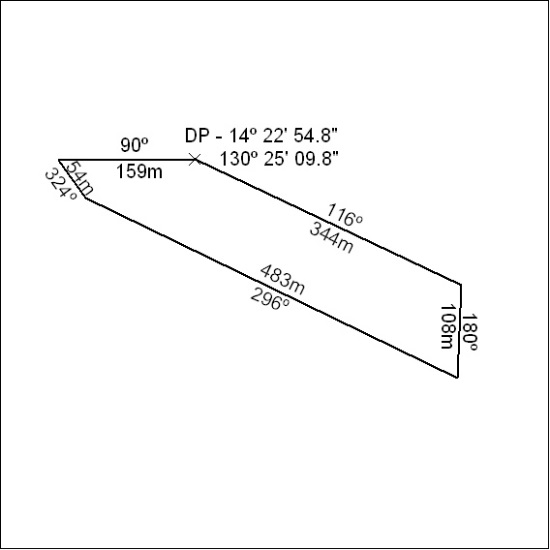 DP - 14º 22' 54.8"
130º 25' 09.8"
90º
159m
54m
324º
116º
344m
483m
296º
108m
180º